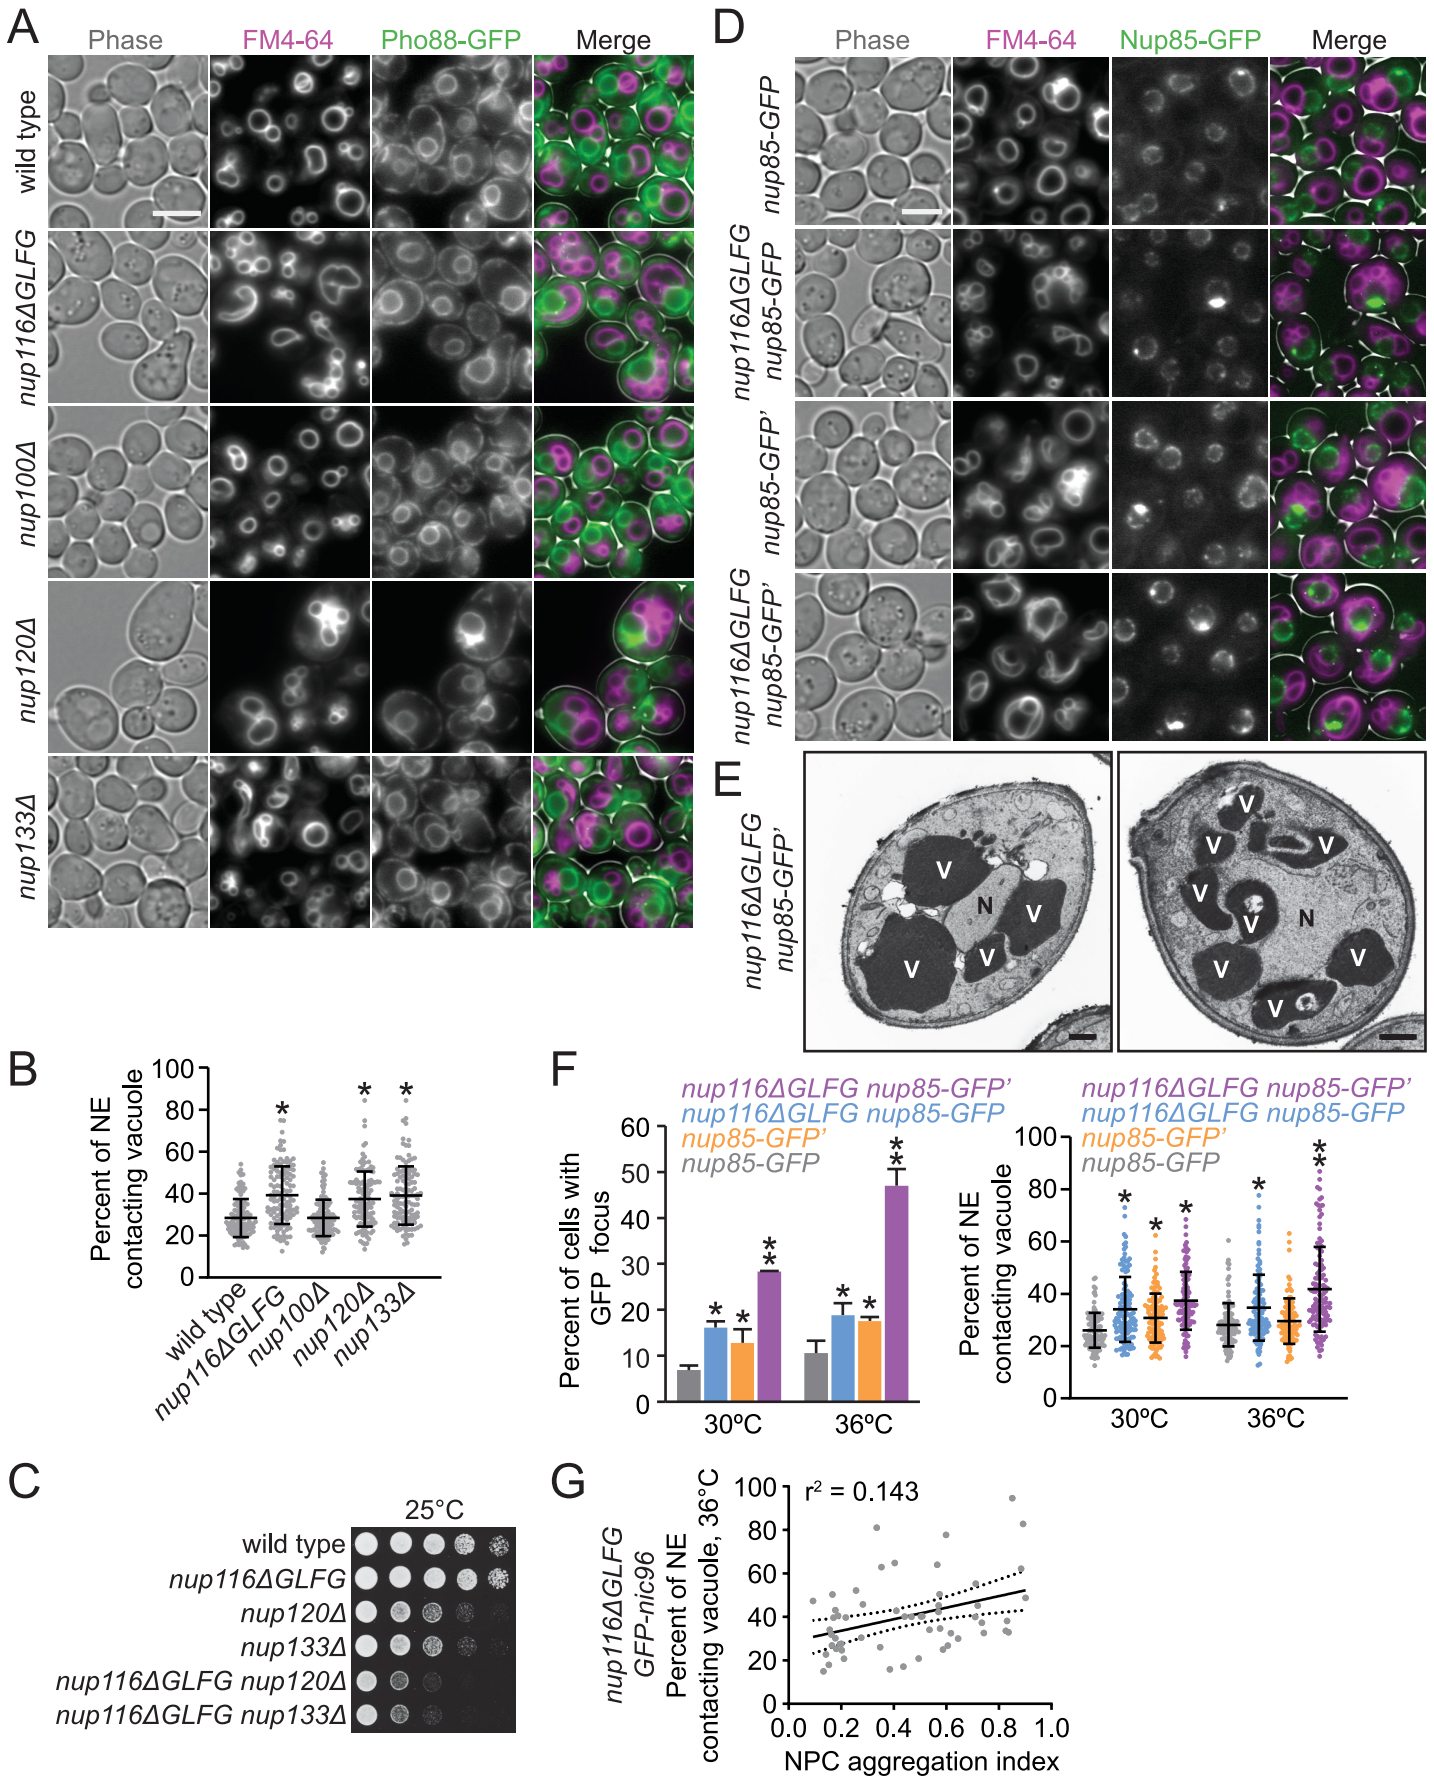 A
Phase FM4-64 Pho88-GFP Merge
wild type
nup116ΔGLFG
nup100Δ
nup120Δ
nup133Δ
D
Phase FM4-64 Nup85-GFP Merge
nup85-GFP
nup116ΔGLFG
nup85-GFP
nup85-GFP'
nup116ΔGLFG
nup85-GFP'
E
nup116ΔGLFG
nup85-GFP'
V
N
V
V
V
V
V
V
V
V
N
V
V
V
B
Percent of NE
contacting vacuole
100
80
60
40
20
0
* * *
wild type
nup116ΔGLFG
nup100Δ
nup120Δ
nup133Δ
C
25°C
wild type
nup116ΔGLFG
nup120Δ
nup133Δ
nup116ΔGLFG nup120Δ
nup116ΔGLFG nup133Δ
F
nup116ΔGLFG nup85-GFP'
nup116ΔGLFG nup85-GFP
nup85-GFP'
nup85-GFP
Percent of cells with
GFP focus
60
50
40
30
20
10
0
* * ** * * **
30ºC 36ºC
nup116ΔGLFG nup85-GFP'
nup116ΔGLFG nup85-GFP
nup85-GFP'
nup85-GFP
Percent of NE
contacting vacuole
100
80
60
40
20
0
* * * * **
30ºC 36ºC
G
nup116ΔGLFG
GFP-nic96
Percent of NE
contacting vacuole, 36°C
r² = 0.143
100
80
60
40
20
0
0.0 0.2 0.4 0.6 0.8 1.0
NPC aggregation index